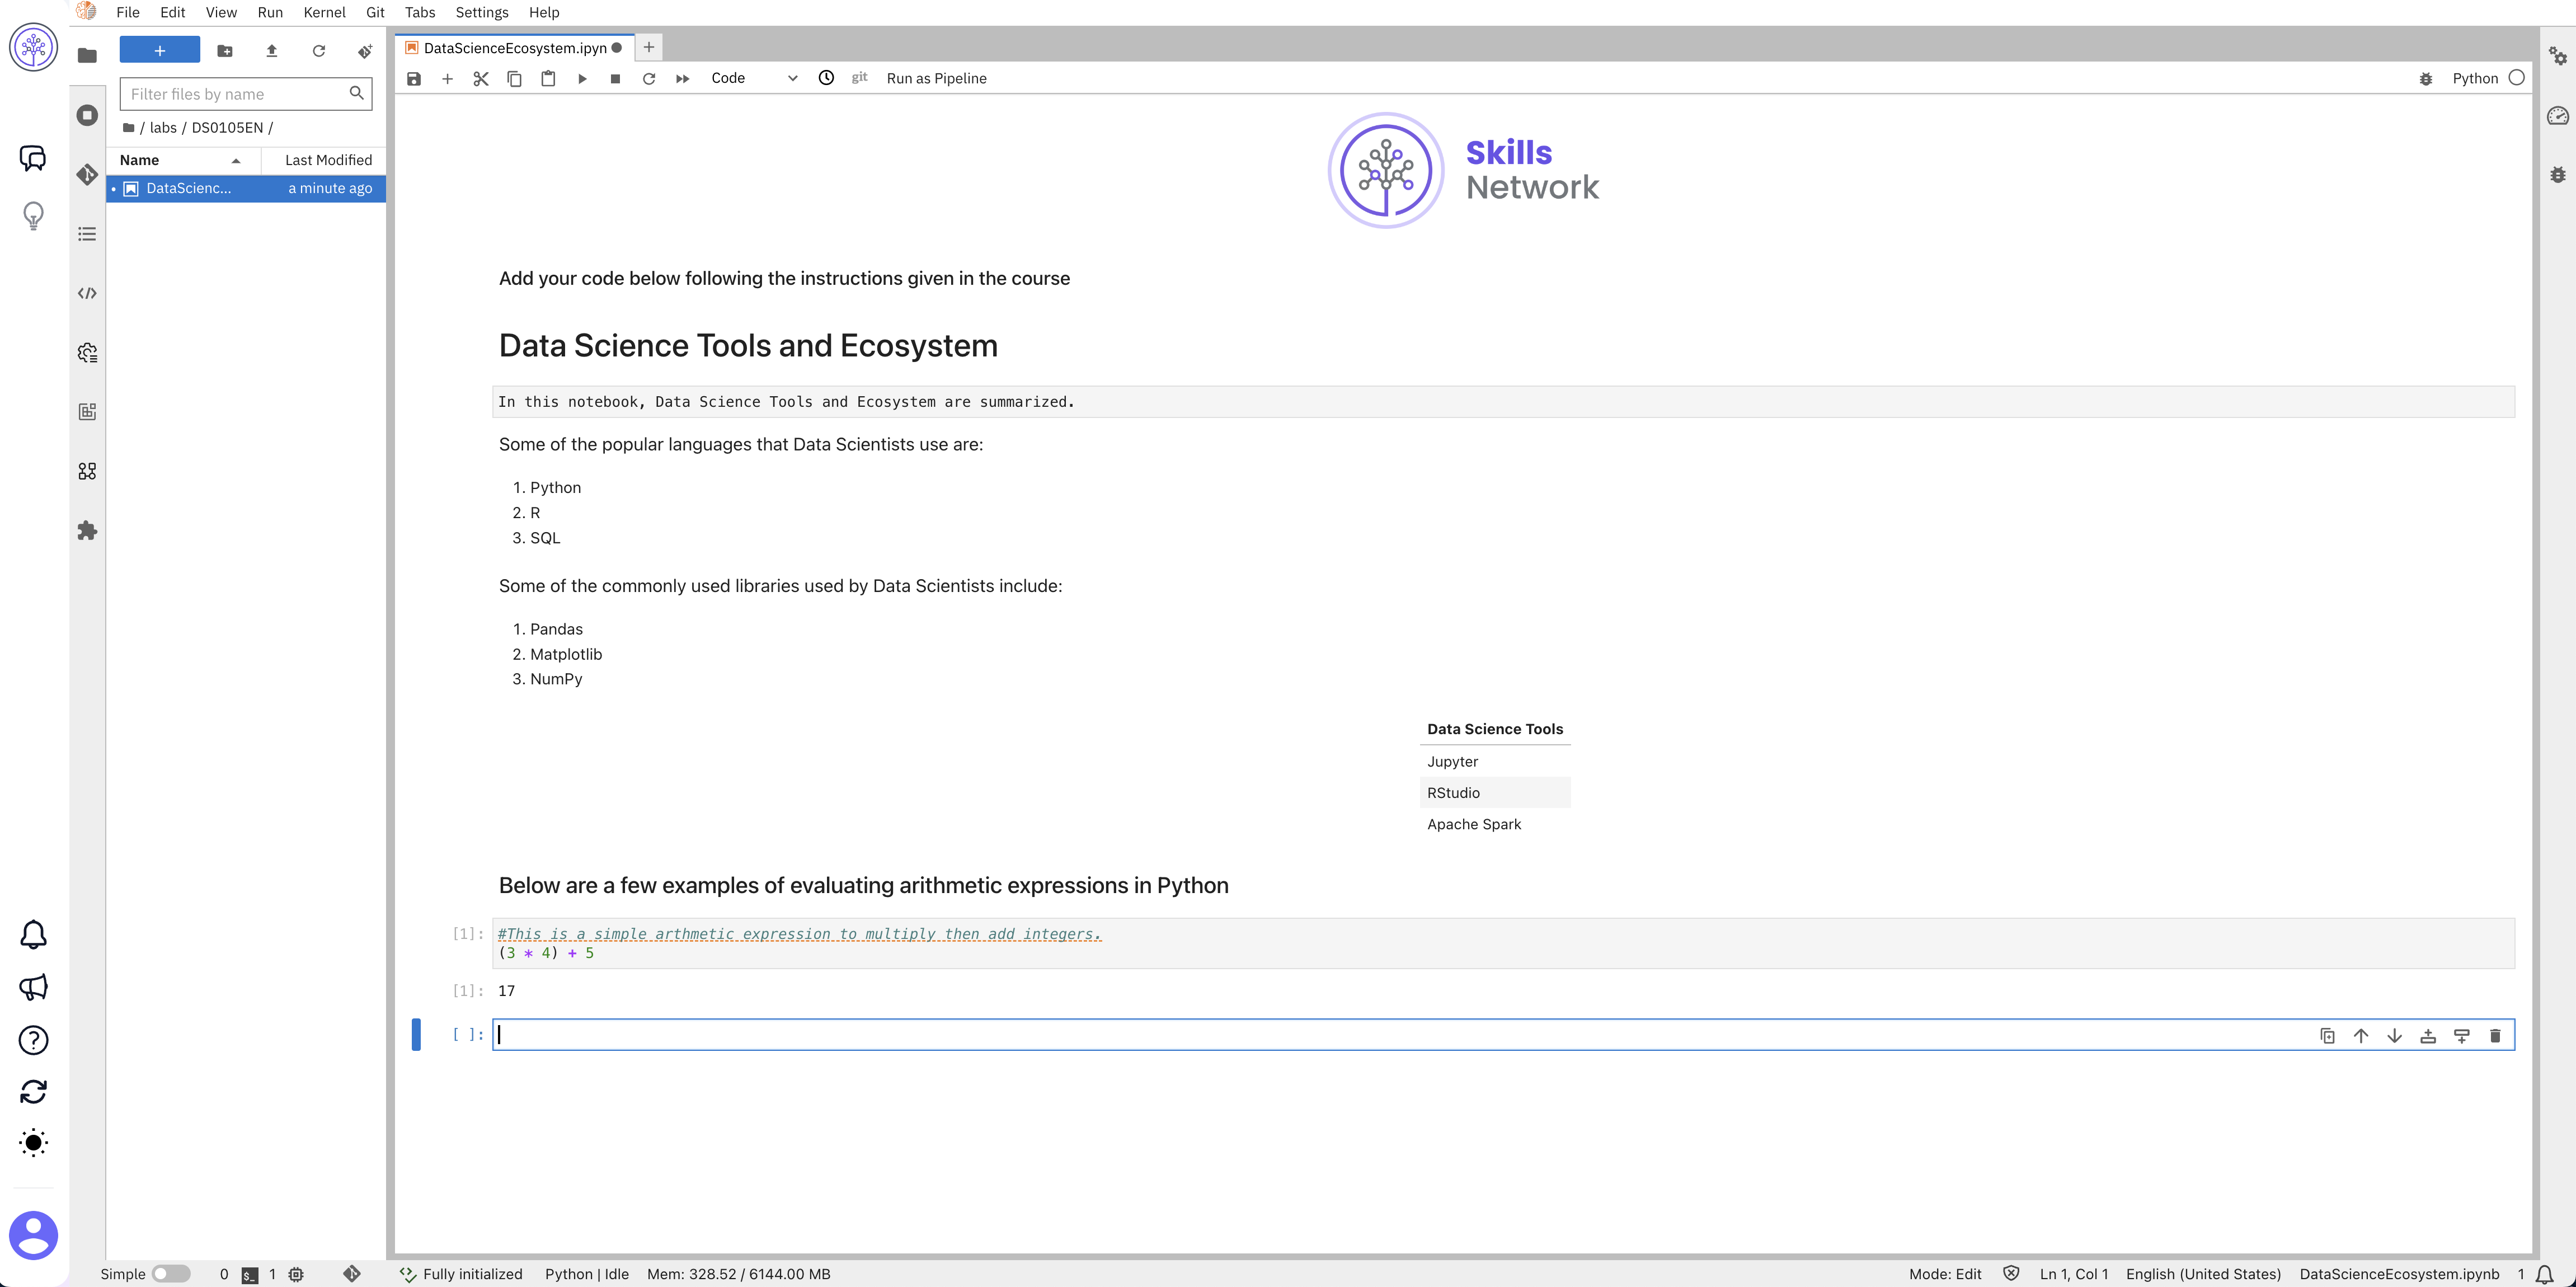 File Edit View Run Kernel Git Tabs Settings Help
DataScienceEcosystem.ipyn
Code git Run as Pipeline Python
Filter files by name
/ labs / DS0105EN /
Name Last Modified
DataScienc... a minute ago
Skills
Network
Add your code below following the instructions given in the course
Data Science Tools and Ecosystem
In this notebook, Data Science Tools and Ecosystem are summarized.
Some of the popular languages that Data Scientists use are:
1. Python
2. R
3. SQL
Some of the commonly used libraries used by Data Scientists include:
1. Pandas
2. Matplotlib
3. NumPy
Data Science Tools
Jupyter
RStudio
Apache Spark
Below are a few examples of evaluating arithmetic expressions in Python
[1]: #This is a simple arthmetic expression to multiply then add integers.
(3 * 4) + 5
[1]: 17
[ ]:
Simple 0 $_ 1 Fully initialized Python | Idle Mem: 328.52 / 6144.00 MB Mode: Edit Ln 1, Col 1 English (United States) DataScienceEcosystem.ipynb 1